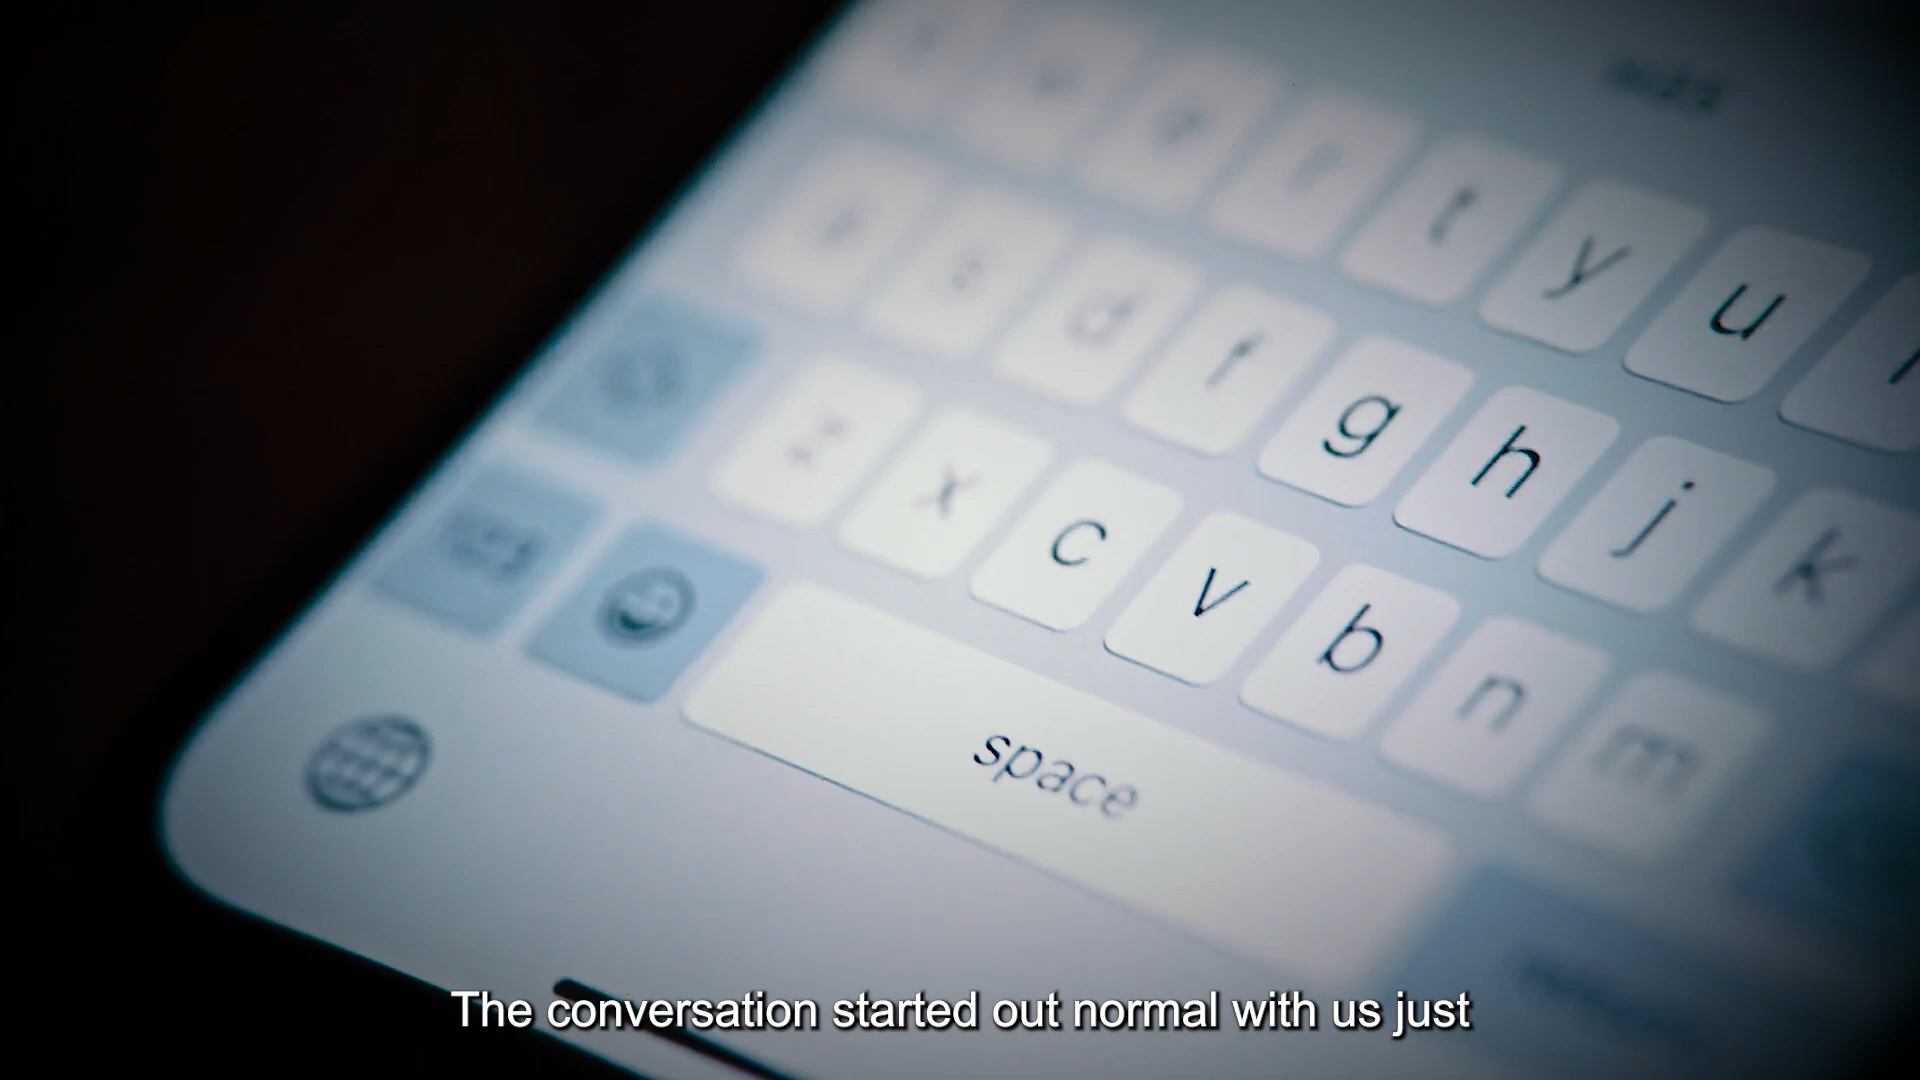 t y u
d f g h j k
z x c v b n m
space
The conversation started out normal with us just